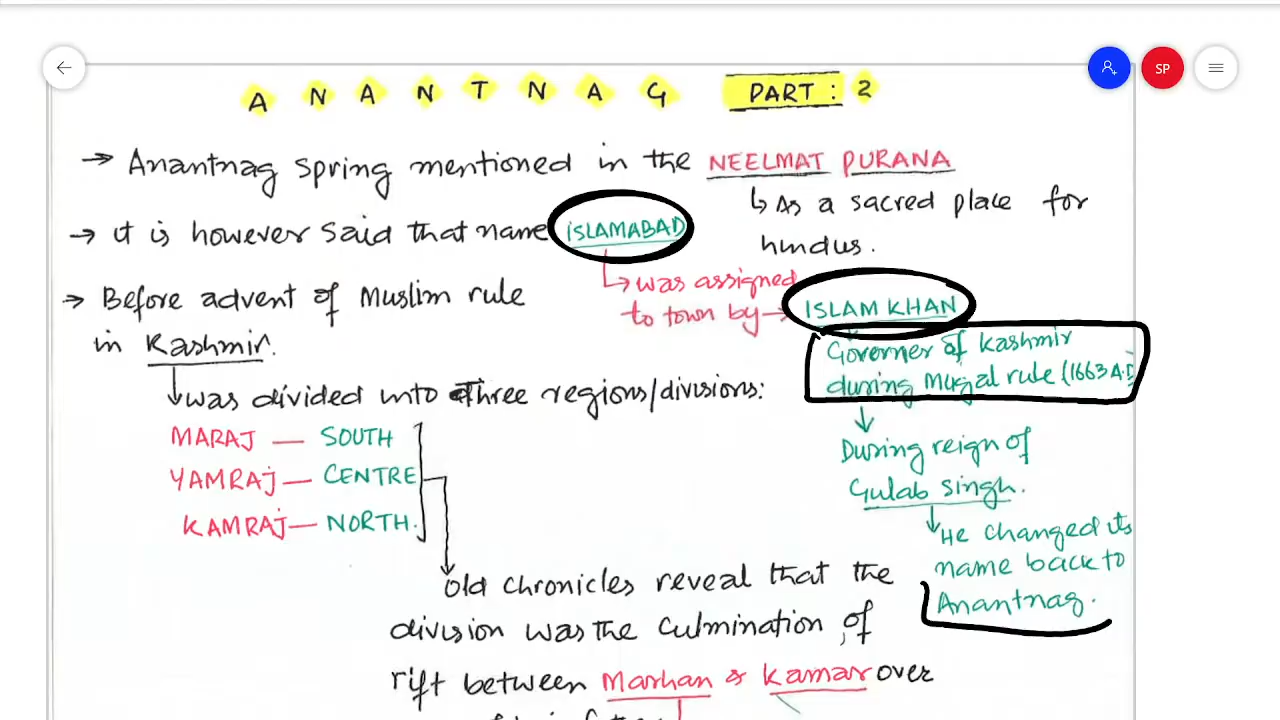 SP
A N A N T N A G PART : 2
→ Anantnag spring mentioned in the NEELMAT PURANA
↳ As a sacred place for
hindus.
→ it is however said that name ISLAMABAD
↳ was assigned
to town by → ISLAM KHAN
Governer of Kashmir
during Mugal rule (1663 A.D)
During reign of
Gulab singh.
He changed its
name back to
Anantnag.
→ Before advent of Muslim rule
in Kashmir.
was divided into Three regions/divisions:
MARAJ — SOUTH
YAMRAJ — CENTRE
KAMRAJ — NORTH.
Old chronicles reveal that the
division was the culmination of
rift between Marhan & Kamar over